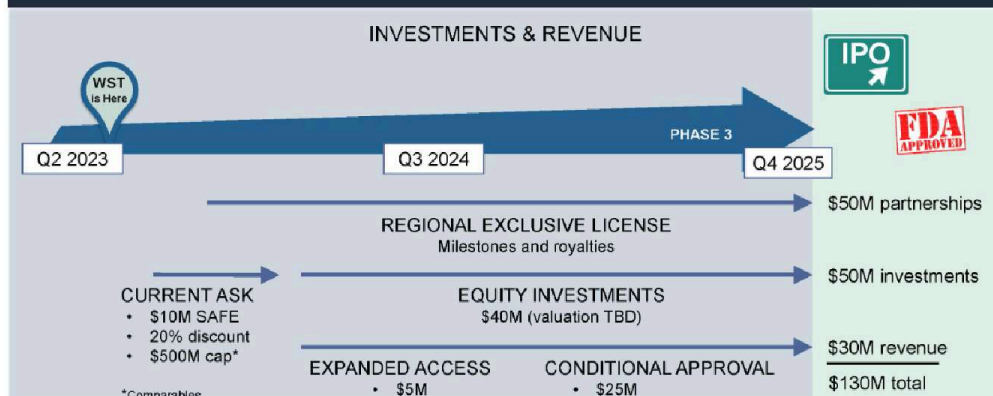 INVESTMENTS & REVENUE
IPO
WST
is Here
FDA
APPROVED
PHASE 3
Q2 2023
Q3 2024
Q4 2025
$50M partnerships
REGIONAL EXCLUSIVE LICENSE
Milestones and royalties
$50M investments
CURRENT ASK
• $10M SAFE
• 20% discount
• $500M cap*
EQUITY INVESTMENTS
$40M (valuation TBD)
$30M revenue
EXPANDED ACCESS
• $5M
CONDITIONAL APPROVAL
• $25M
$130M total
*Comparables